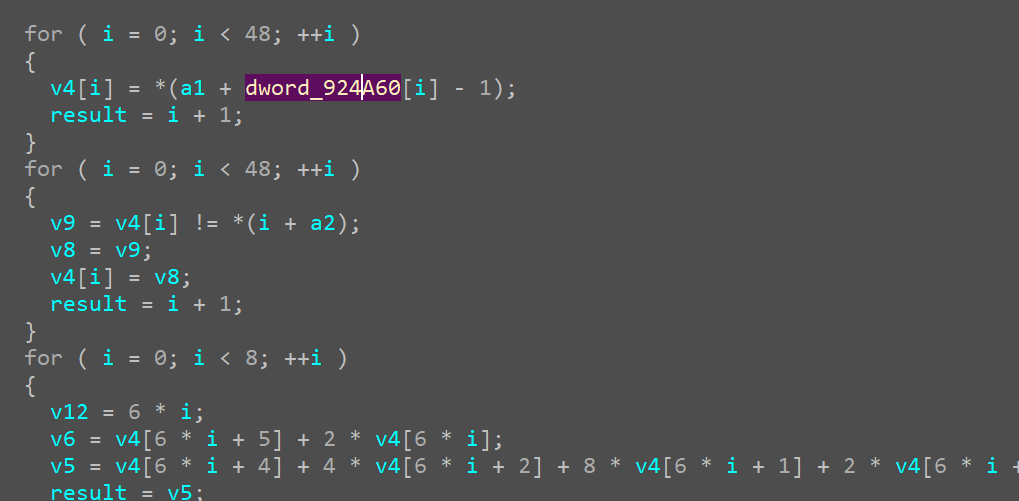 for ( i = 0; i < 48; ++i )
{
v4[i] = *(a1 + dword_924A60[i] - 1);
result = i + 1;
}
for ( i = 0; i < 48; ++i )
{
v9 = v4[i] != *(i + a2);
v8 = v9;
v4[i] = v8;
result = i + 1;
}
for ( i = 0; i < 8; ++i )
{
v12 = 6 * i;
v6 = v4[6 * i + 5] + 2 * v4[6 * i];
v5 = v4[6 * i + 4] + 4 * v4[6 * i + 2] + 8 * v4[6 * i + 1] + 2 * v4[6 * i +
result = v5;